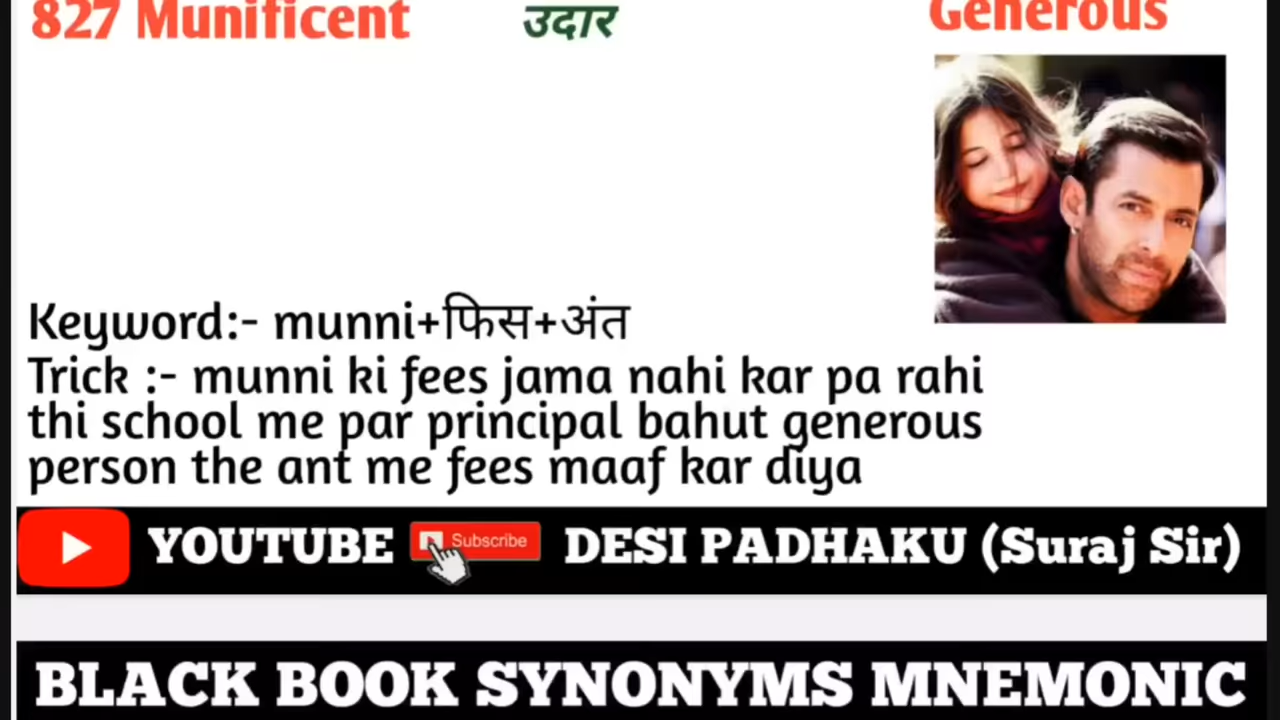 827 Munificent उदार Generous
Keyword:- munni+फिस+अंत
Trick :- munni ki fees jama nahi kar pa rahi
thi school me par principal bahut generous
person the ant me fees maaf kar diya
YOUTUBE Subscribe DESI PADHAKU (Suraj Sir)
BLACK BOOK SYNONYMS MNEMONIC